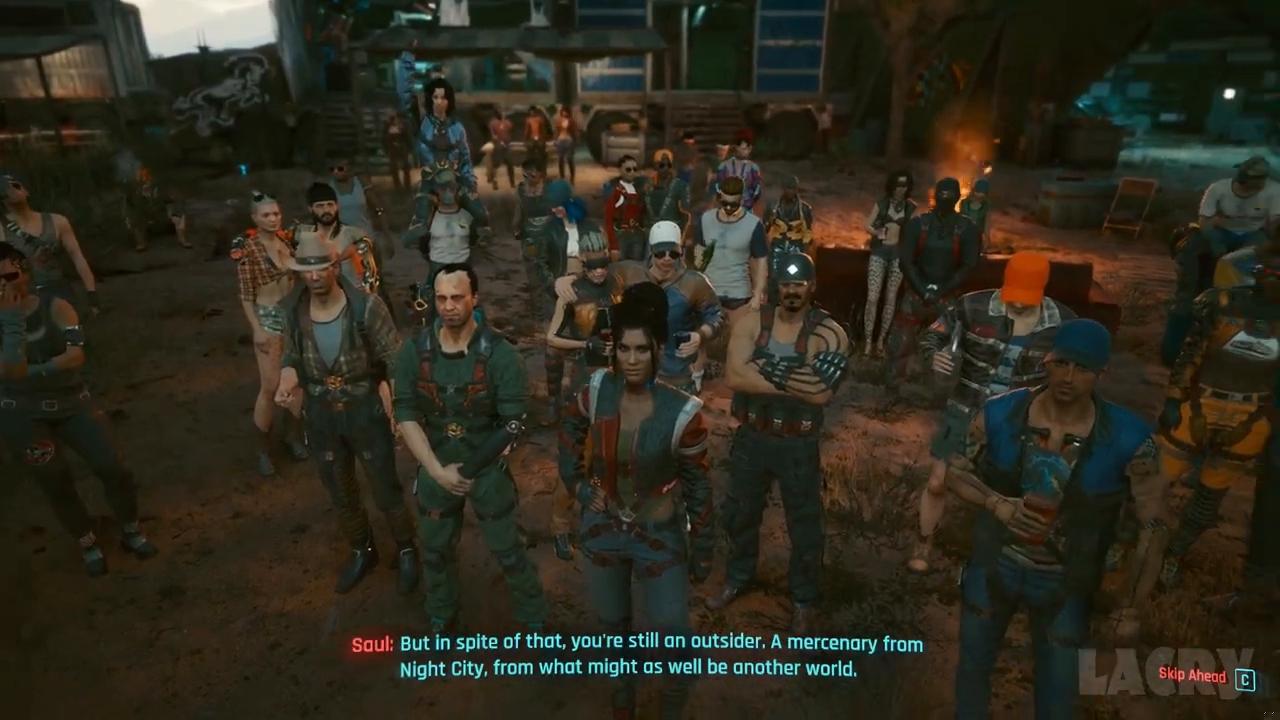 Saul: But in spite of that, you're still an outsider. A mercenary from
Night City, from what might as well be another world.
LACRY
Skip Ahead C